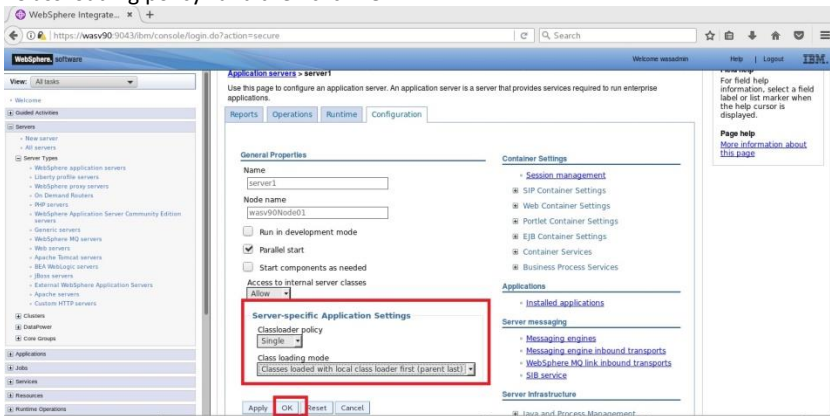 WebSphere Integrate... × +
https://wasv90:9043/ibm/console/login.do?action=secure
Search
WebSphere. software
Welcome wasadmin
Help | Logout
IBM.
View: All tasks
Welcome
Guided Activities
Servers
New server
All servers
Server Types
WebSphere application servers
Liberty profile servers
WebSphere proxy servers
On Demand Routers
PHP servers
WebSphere Application Server Community Edition
servers
Generic servers
WebSphere MQ servers
Web servers
Apache Tomcat servers
BEA WebLogic servers
JBoss servers
External WebSphere Application Servers
Apache servers
Custom HTTP servers
Clusters
DataPower
Core Groups
Applications
Jobs
Services
Resources
Runtime Operations
Application servers > server1
Use this page to configure an application server. An application server is a server that provides services required to run enterprise
applications.
Reports Operations Runtime Configuration
General Properties
Name
server1
Node name
wasv90Node01
Run in development mode
Parallel start
Start components as needed
Access to internal server classes
Allow
Server-specific Application Settings
Classloader policy
Single
Class loading mode
Classes loaded with local class loader first (parent last)
Apply OK Reset Cancel
Container Settings
Session management
SIP Container Settings
Web Container Settings
Portlet Container Settings
EJB Container Settings
Container Services
Business Process Services
Applications
Installed applications
Server messaging
Messaging engines
Messaging engine inbound transports
WebSphere MQ link inbound transports
SIB service
Server Infrastructure
Java and Process Management
For field help
information, select a field
label or list marker when
the help cursor is
displayed.
Page help
More information about
this page